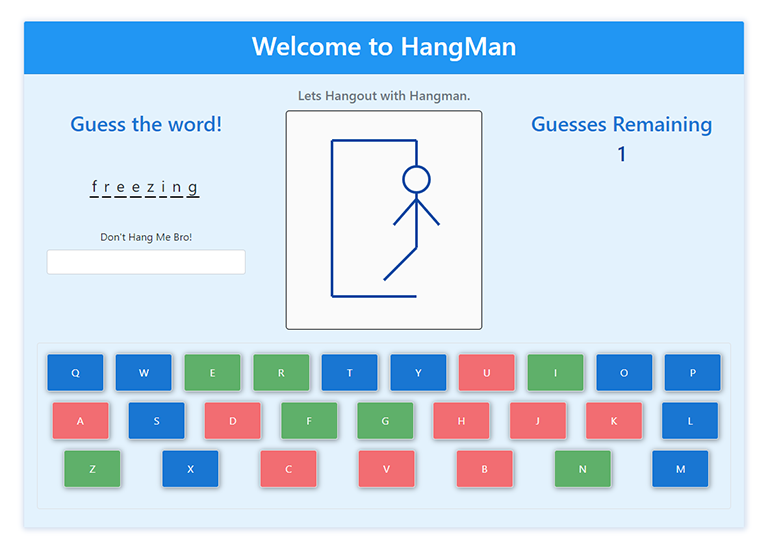 Welcome to HangMan
Lets Hangout with Hangman.
Guess the word!
Guesses Remaining
1
f r e e z i n g
Don't Hang Me Bro!
Q W E R T Y U I O P
A S D F G H J K L
Z X C V B N M